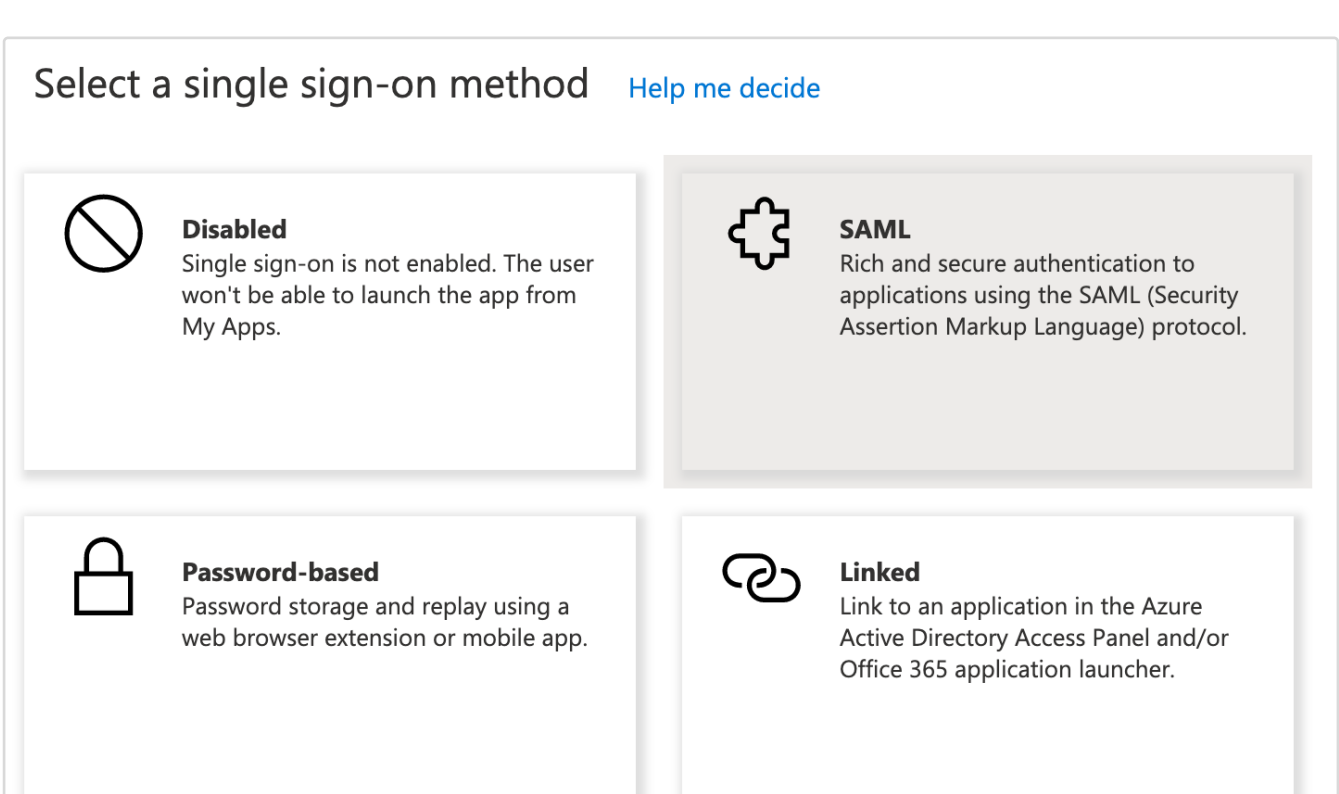 Select a single sign-on method Help me decide
Disabled
Single sign-on is not enabled. The user
won't be able to launch the app from
My Apps.
SAML
Rich and secure authentication to
applications using the SAML (Security
Assertion Markup Language) protocol.
Password-based
Password storage and replay using a
web browser extension or mobile app.
Linked
Link to an application in the Azure
Active Directory Access Panel and/or
Office 365 application launcher.